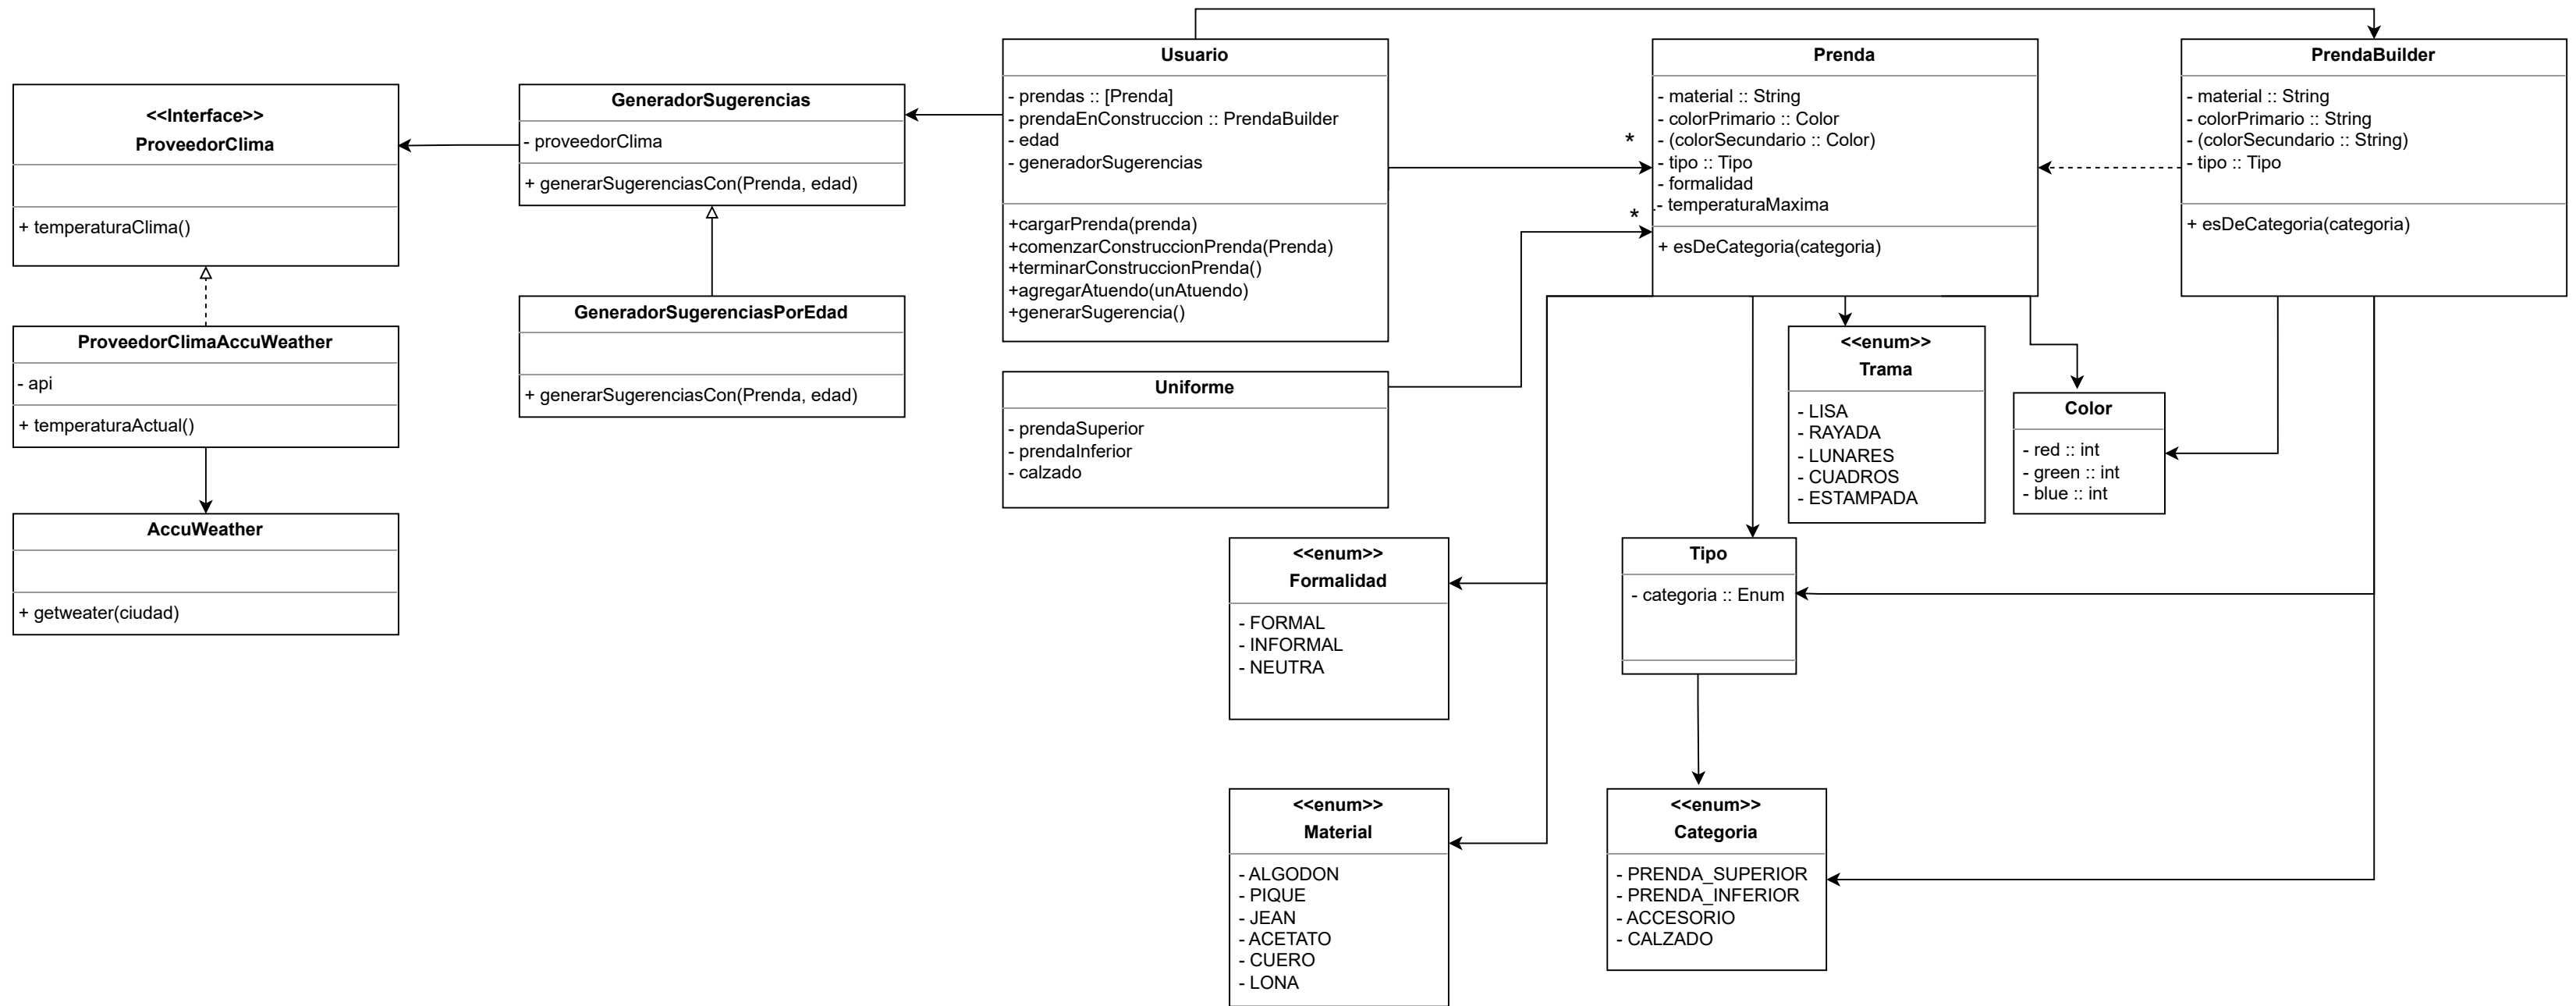 <<Interface>>
ProveedorClima
+ temperaturaClima()
ProveedorClimaAccuWeather
- api
+ temperaturaActual()
AccuWeather
+ getweater(ciudad)
GeneradorSugerencias
- proveedorClima
+ generarSugerenciasCon(Prenda, edad)
GeneradorSugerenciasPorEdad
+ generarSugerenciasCon(Prenda, edad)
Usuario
- prendas :: [Prenda]
- prendaEnConstruccion :: PrendaBuilder
- edad
- generadorSugerencias
+cargarPrenda(prenda)
+comenzarConstruccionPrenda(Prenda)
+terminarConstruccionPrenda()
+agregarAtuendo(unAtuendo)
+generarSugerencia()
Uniforme
- prendaSuperior
- prendaInferior
- calzado
*
*
Prenda
- material :: String
- colorPrimario :: Color
- (colorSecundario :: Color)
- tipo :: Tipo
- formalidad
.- temperaturaMaxima
+ esDeCategoria(categoria)
PrendaBuilder
- material :: String
- colorPrimario :: String
- (colorSecundario :: String)
- tipo :: Tipo
+ esDeCategoria(categoria)
<<enum>>
Trama
- LISA
- RAYADA
- LUNARES
- CUADROS
- ESTAMPADA
Color
- red :: int
- green :: int
- blue :: int
<<enum>>
Formalidad
- FORMAL
- INFORMAL
- NEUTRA
Tipo
- categoria :: Enum
<<enum>>
Material
- ALGODON
- PIQUE
- JEAN
- ACETATO
- CUERO
- LONA
<<enum>>
Categoria
- PRENDA_SUPERIOR
- PRENDA_INFERIOR
- ACCESORIO
- CALZADO